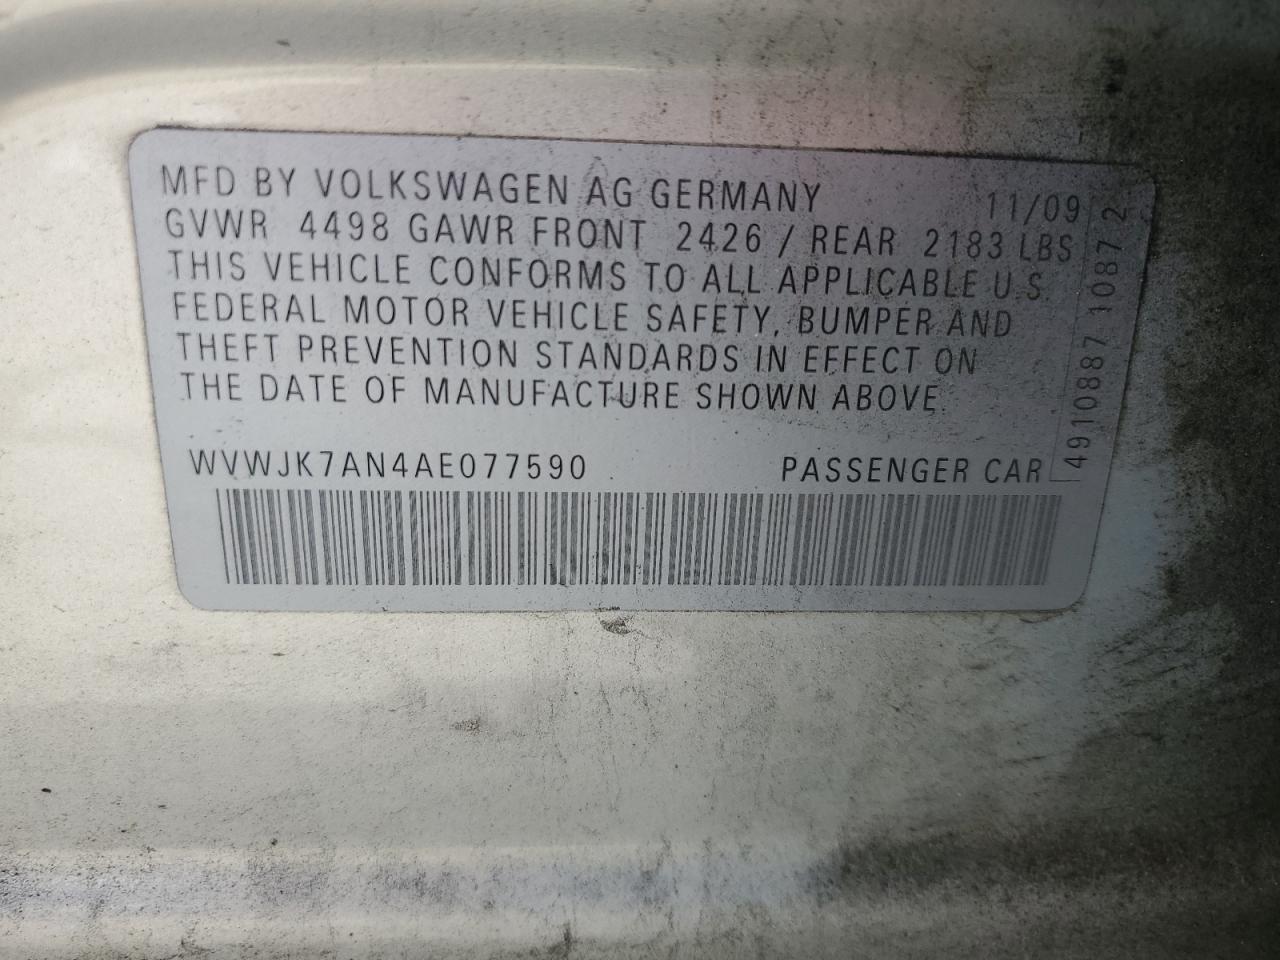 MFD BY VOLKSWAGEN AG GERMANY 11/09
GVWR 4498 GAWR FRONT 2426 / REAR 2183 LBS
THIS VEHICLE CONFORMS TO ALL APPLICABLE U.S.
FEDERAL MOTOR VEHICLE SAFETY, BUMPER AND
THEFT PREVENTION STANDARDS IN EFFECT ON
THE DATE OF MANUFACTURE SHOWN ABOVE.
WVWJK7AN4AE077590 PASSENGER CAR
4910887 10872